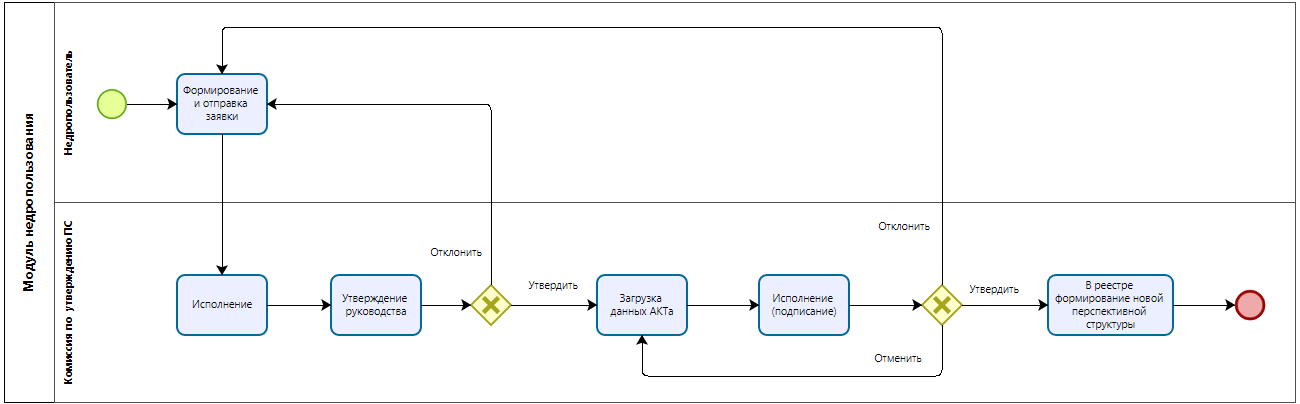 Модуль недропользования
Недропользователь
Формирование
и отправка
заявки
Комиссия по утверждению ПС
Исполнение
Утверждение
руководства
Отклонить
Утвердить
Загрузка
данных АКТа
Исполнение
(подписание)
Отклонить
Утвердить
Отменить
В реестре
формирование новой
перспективной
структуры